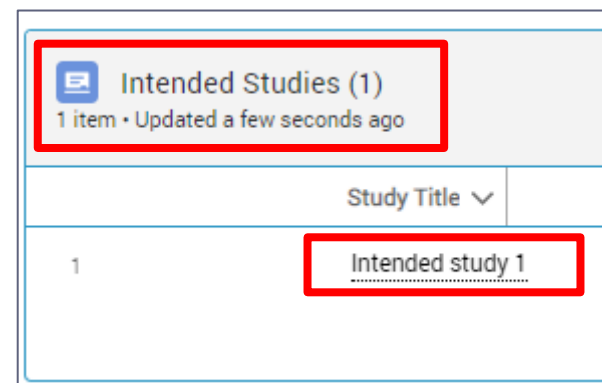 Intended Studies (1)
1 item • Updated a few seconds ago
Study Title
1 Intended study 1